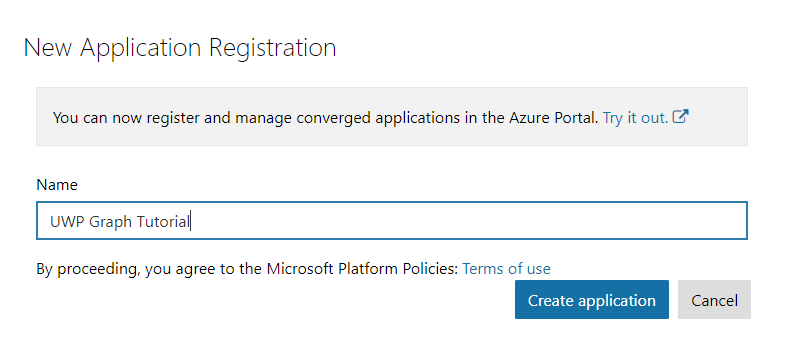 New Application Registration
You can now register and manage converged applications in the Azure Portal. Try it out.
Name
UWP Graph Tutorial
By proceeding, you agree to the Microsoft Platform Policies: Terms of use
Create application Cancel